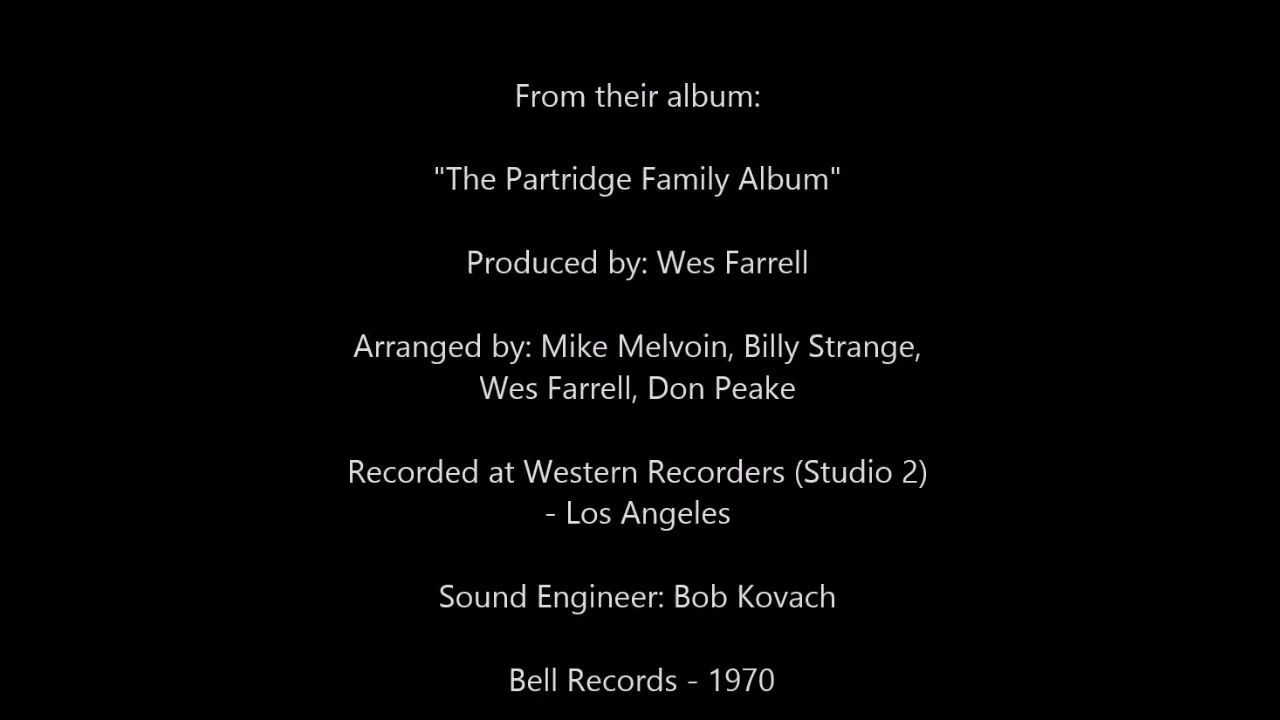 From their album:
"The Partridge Family Album"
Produced by: Wes Farrell
Arranged by: Mike Melvoin, Billy Strange,
Wes Farrell, Don Peake
Recorded at Western Recorders (Studio 2)
- Los Angeles
Sound Engineer: Bob Kovach
Bell Records - 1970